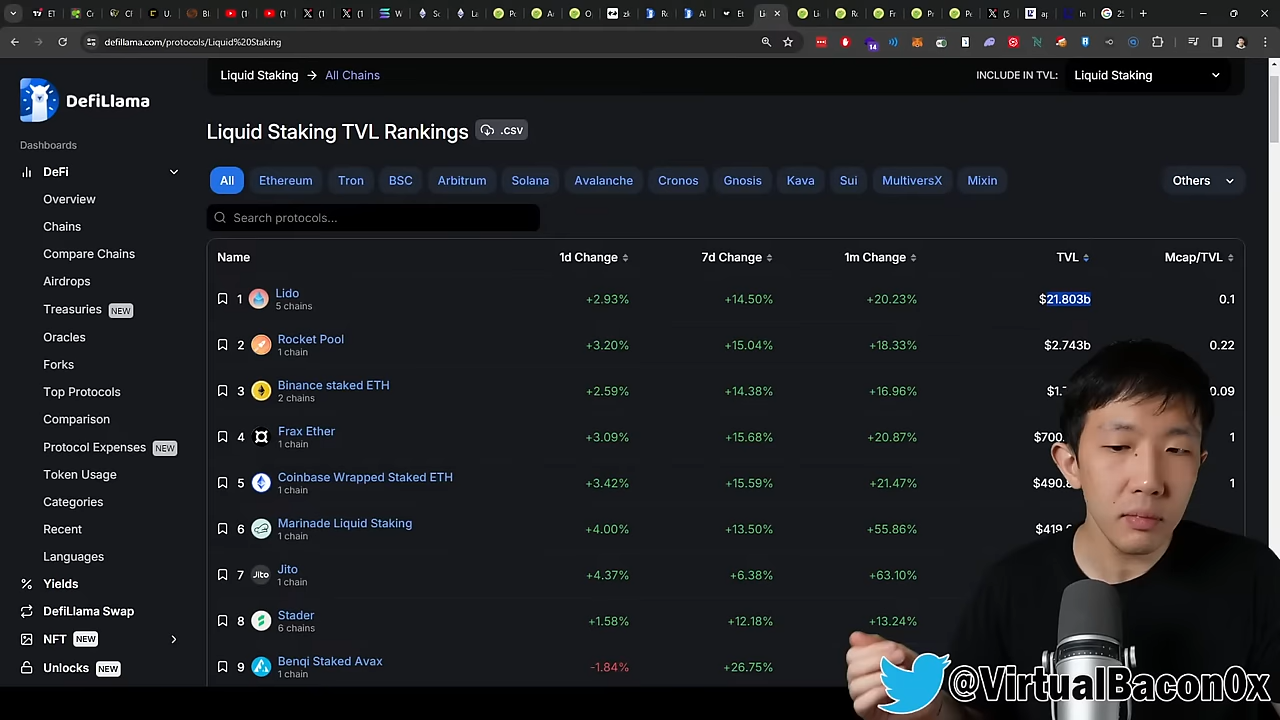 defillama.com/protocols/Liquid%20Staking
14
DefiLlama
Liquid Staking → All Chains
INCLUDE IN TVL: Liquid Staking
Liquid Staking TVL Rankings .csv
All Ethereum Tron BSC Arbitrum Solana Avalanche Cronos Gnosis Kava Sui MultiversX Mixin Others
Search protocols...
Dashboards
DeFi
Overview
Chains
Compare Chains
Airdrops
Treasuries NEW
Oracles
Forks
Top Protocols
Comparison
Protocol Expenses NEW
Token Usage
Categories
Recent
Languages
Yields
DefiLlama Swap
NFT NEW
Unlocks NEW
Name 1d Change 7d Change 1m Change TVL Mcap/TVL
1 Lido +2.93% +14.50% +20.23% $21.803b 0.1
5 chains
2 Rocket Pool +3.20% +15.04% +18.33% $2.743b 0.22
1 chain
3 Binance staked ETH +2.59% +14.38% +16.96% $1. 0.09
2 chains
4 Frax Ether +3.09% +15.68% +20.87% $700. 1
1 chain
5 Coinbase Wrapped Staked ETH +3.42% +15.59% +21.47% $490. 1
1 chain
6 Marinade Liquid Staking +4.00% +13.50% +55.86% $419.
1 chain
7 Jito +4.37% +6.38% +63.10%
Jito
1 chain
8 Stader +1.58% +12.18% +13.24%
6 chains
9 Benqi Staked Avax -1.84% +26.75%
1 chain
@VirtualBacon0x